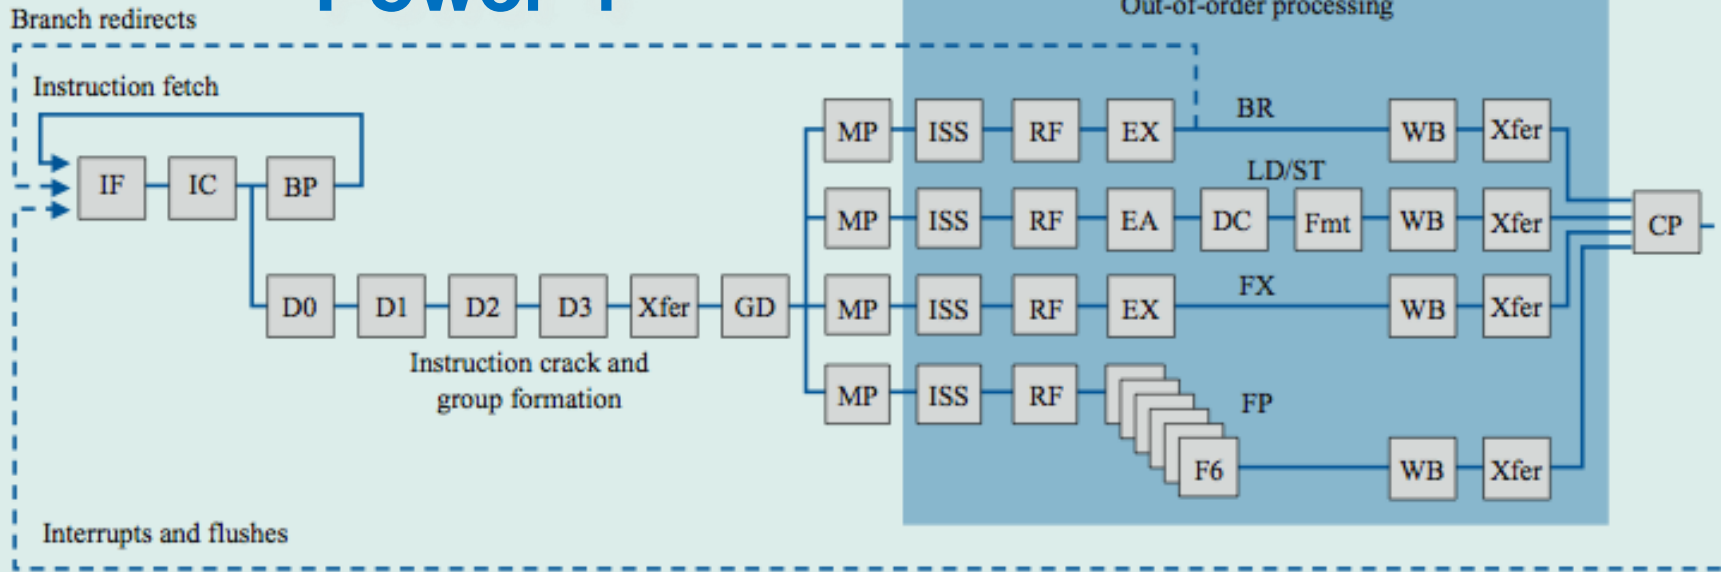 Power 4
Out-of-order processing
Branch redirects
Instruction fetch
BR
MP ISS RF EX WB Xfer
LD/ST
IF IC BP
MP ISS RF EA DC Fmt WB Xfer
CP
FX
D0 D1 D2 D3 Xfer GD MP ISS RF EX WB Xfer
Instruction crack and
group formation
MP ISS RF
FP
F6 WB Xfer
Interrupts and flushes